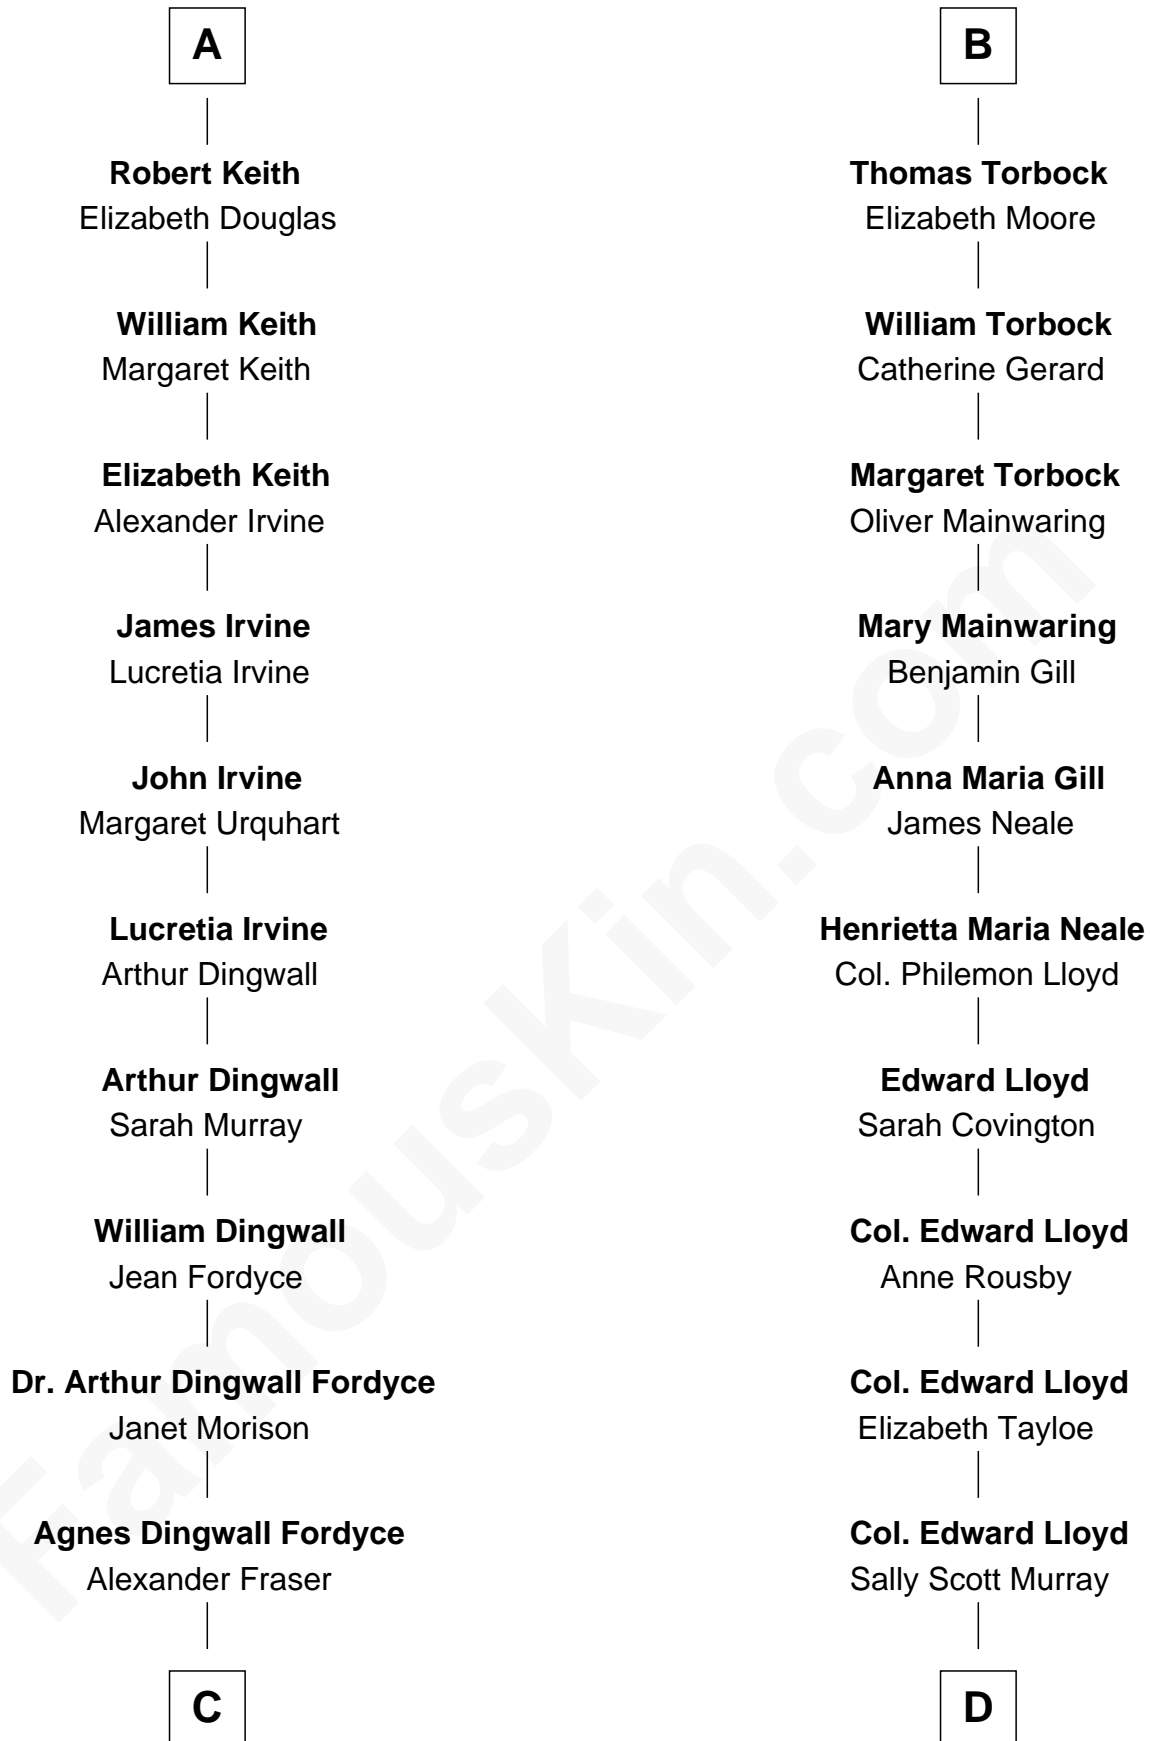 A
B
Robert Keith
Elizabeth Douglas
Thomas Torbock
Elizabeth Moore
William Keith
Margaret Keith
William Torbock
Catherine Gerard
Elizabeth Keith
Alexander Irvine
Margaret Torbock
Oliver Mainwaring
James Irvine
Lucretia Irvine
Mary Mainwaring
Benjamin Gill
John Irvine
Margaret Urquhart
Anna Maria Gill
James Neale
Lucretia Irvine
Arthur Dingwall
Henrietta Maria Neale
Col. Philemon Lloyd
Arthur Dingwall
Sarah Murray
Edward Lloyd
Sarah Covington
William Dingwall
Jean Fordyce
Col. Edward Lloyd
Anne Rousby
Dr. Arthur Dingwall Fordyce
Janet Morison
Col. Edward Lloyd
Elizabeth Tayloe
Agnes Dingwall Fordyce
Alexander Fraser
Col. Edward Lloyd
Sally Scott Murray
C
D
FamousKin.com